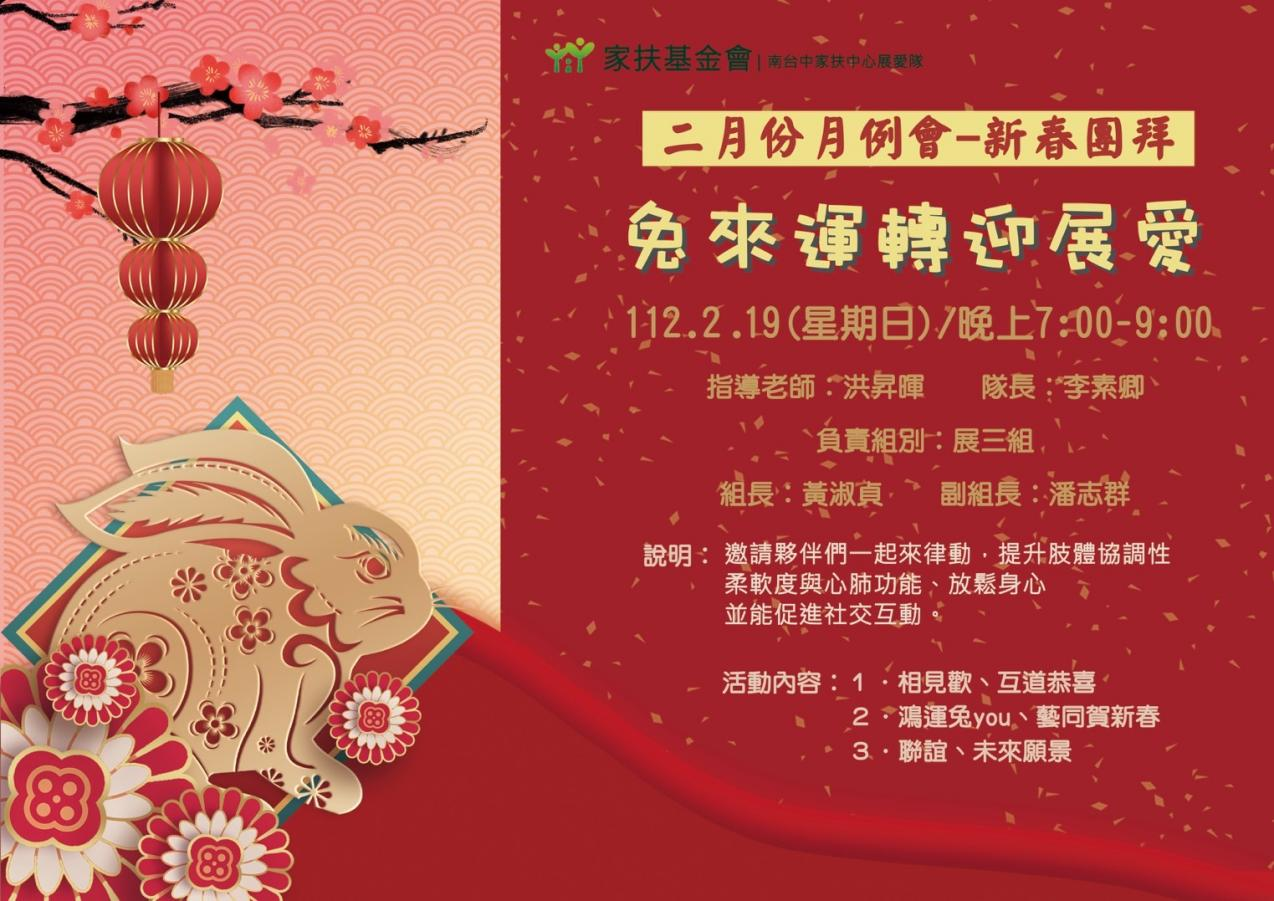 家扶基金會|南台中家扶中心展愛隊
二月份月例會-新春團拜
兔來運轉迎展愛
112.2.19(星期日)/晚上7:00-9:00
指導老師：洪昇暉 隊長：李素卿
負責組別：展三組
組長：黃淑貞 副組長：潘志群
說明：邀請夥伴們一起來律動，提升肢體協調性
柔軟度與心肺功能、放鬆身心
並能促進社交互動。
活動內容：1．相見歡、互道恭喜
2．鴻運兔you、藝同賀新春
3．聯誼、未來願景